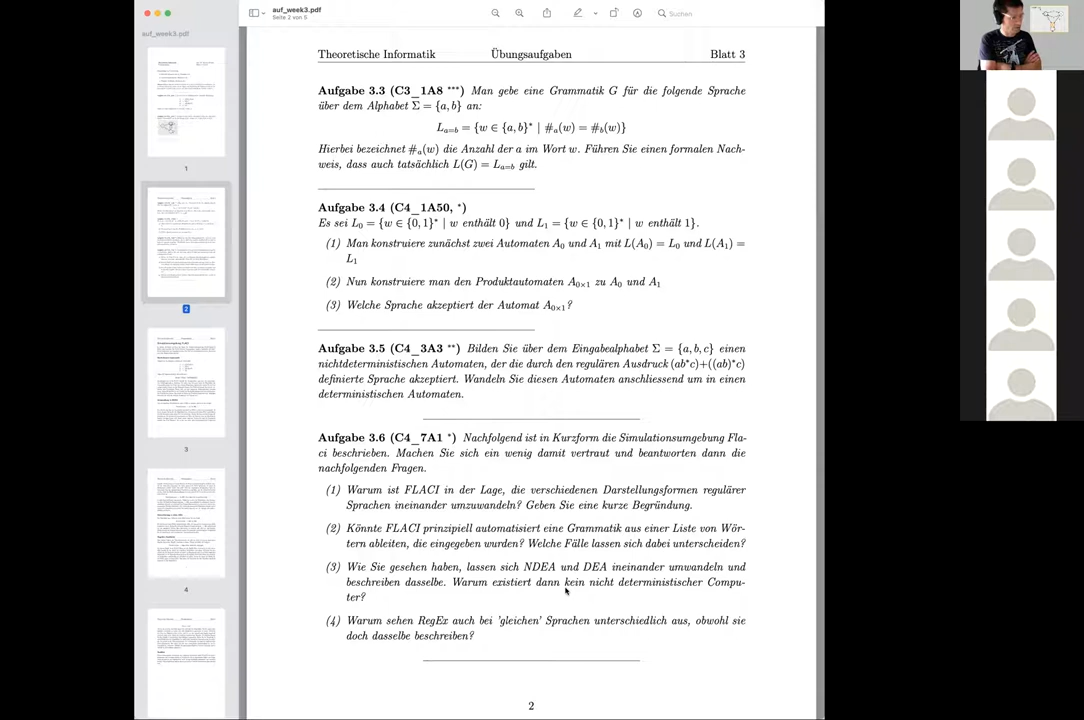 auf_week3.pdf
Seite 2 von 5
Suchen
auf_week3.pdf
1
2
3
4
Theoretische Informatik Übungsaufgaben Blatt 3
Aufgabe 3.3 (C3_1A8 ***) Man gebe eine Grammatik G für die folgende Sprache
über dem Alphabet Σ = {a, b} an:
L_{a=b} = {w ∈ {a, b}* | #_a(w) = #_b(w)}
Hierbei bezeichnet #_a(w) die Anzahl der a im Wort w. Führen Sie einen formalen Nach-
weis, dass auch tatsächlich L(G) = L_{a=b} gilt.
Aufgabe 3.4 (C4_1A50, *)
Es sei L_0 = {w ∈ {0, 1}* | w enthält 0} und L_1 = {w ∈ {0, 1}* | w enthält 1}.
zunächst zwei Automaten A_0 und A_1 mit L(A_0) = L_0 und L(A_1) =
(2) Nun konstruiere man den Produktautomaten A_{0×1} zu A_0 und A_1
(3) Welche Sprache akzeptiert der Automat A_{0×1}?
Aufgabe 3.5 **) Bilden Sie über dem Eingabealphabet Σ = {a, b, c} einen
nichtdeterministischen Automaten, der die durch den regulären Ausdruck (ab*c)+((ab)*c)
definierte Sprache akzeptiert. Wandeln Sie diesen Automaten anschliessend um in einen
deterministischen Automaten.
Aufgabe 3.6 (C4_7A1 *) Nachfolgend ist in Kurzform die Simulationsumgebung Fla-
ci beschrieben. Machen Sie sich ein wenig damit vertraut und beantworten dann die
nachfolgenden Fragen.
Warum ist FLACI in der Lage, die verschiedenen Darstellungsformen regulärer
ineinander umzuwandeln? Geben Sie eine kurze Begründung.
Könnte FLACI auch automatisiert eine Grammatik aus einer Liste von Wör-
tern ableiten, die eingegeben wurde? Welche Fälle muss man dabei unterscheiden?
(3) Wie Sie gesehen haben, lassen sich NDEA und DEA ineinander umwandeln und
beschreiben dasselbe. Warum existiert dann kein nicht deterministischer Compu-
ter?
(4) Warum sehen RegEx auch bei 'gleichen' Sprachen unterschiedlich aus, obwohl sie
dann dasselbe beschreiben?
2